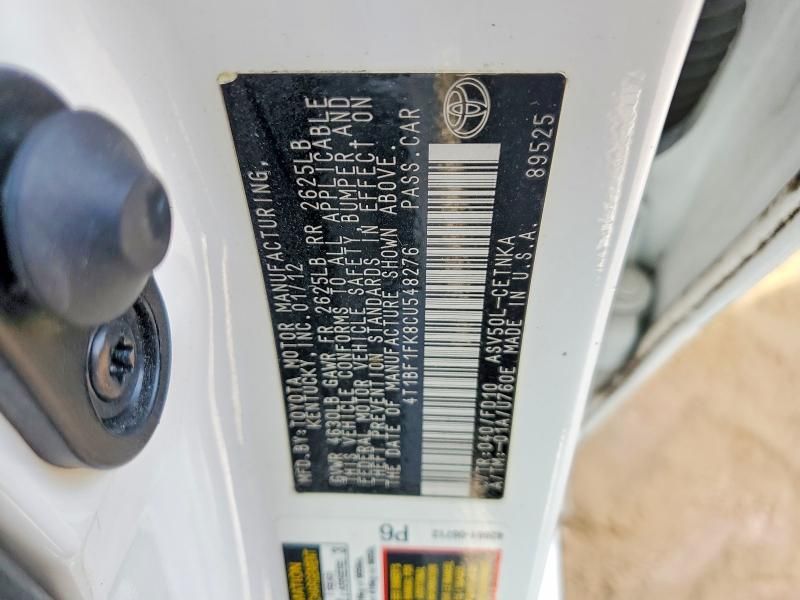 MFD.BY:TOYOTA MOTOR MANUFACTURING,
KENTUCKY, INC. 01/12
GVWR 4630LB GAWR FR 2625LB RR 2625LB
THIS VEHICLE CONFORMS TO ALL APPLICABLE
FEDERAL MOTOR VEHICLE SAFETY, BUMPER AND
THEFT PREVENTION STANDARDS IN EFFECT ON
THE DATE OF MANUFACTURE SHOWN ABOVE.
4T1BF1FK8CU548276 PASS.CAR
C/TR:040/FD10 ASV50L-CETNKA
A/TM:-01A/U760E MADE IN U.S.A. 89525
P6